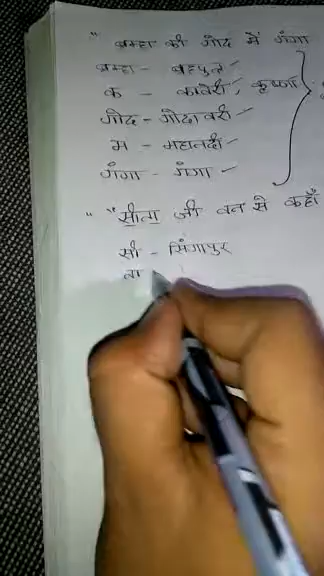 " ब्रम्हा की गोद में गंगा
ब्रम्हा - ब्रह्मपुत्र ✓
क - कावेरी ✓, कृष्णा
गोद - गोदावरी ✓
म - महानदी ✓
गंगा - गंगा ✓
" "सीता जी वन से कहाँ
सी - सिंगापुर
ता